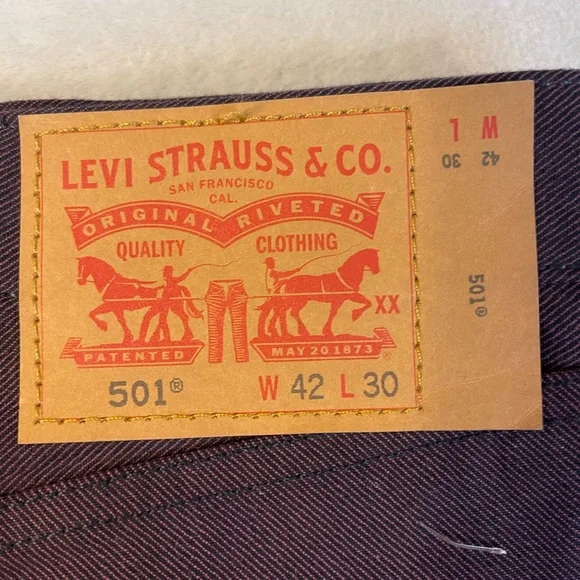 LEVI STRAUSS & CO.
SAN FRANCISCO
CAL.
ORIGINAL RIVETED
QUALITY CLOTHING
XX
PATENTED MAY 20 1873 ®
501® W 42 L 30
W 42
L 30
501®